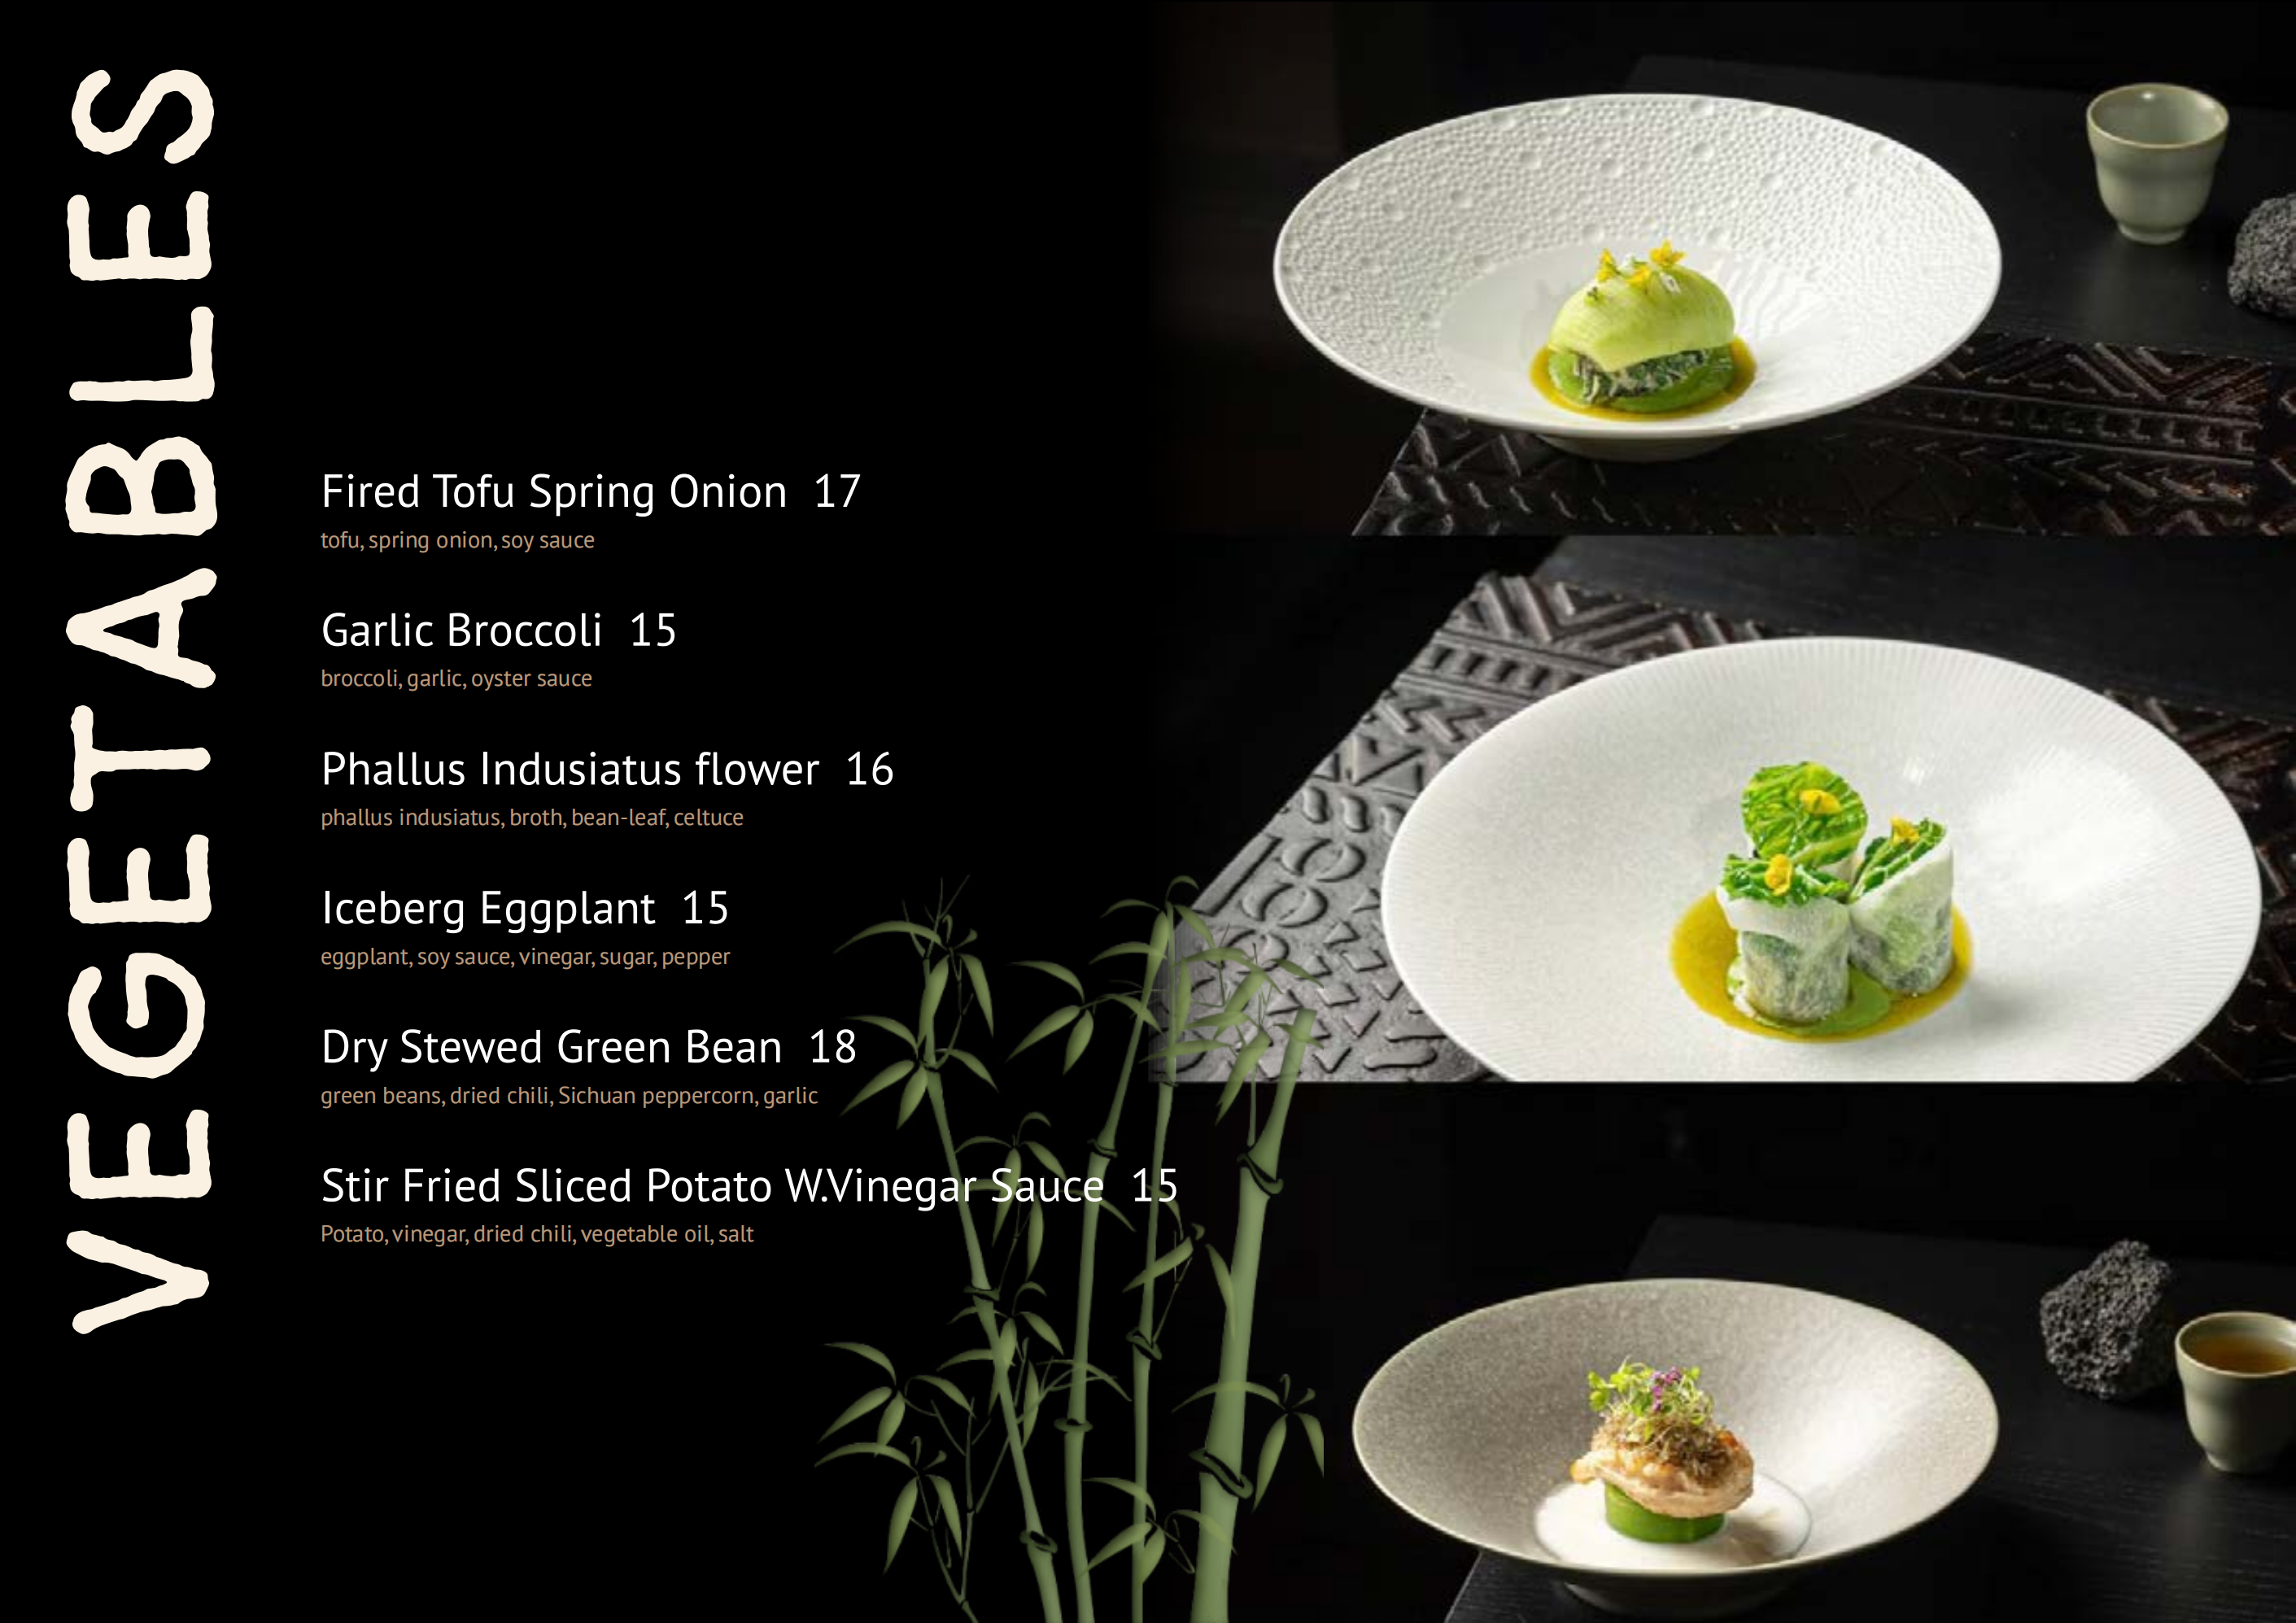 VEGETABLES
Fired Tofu Spring Onion 17
tofu, spring onion, soy sauce
Garlic Broccoli 15
broccoli, garlic, oyster sauce
Phallus Indusiatus flower 16
phallus indusiatus, broth, bean-leaf, celtuce
Iceberg Eggplant 15
eggplant, soy sauce, vinegar, sugar, pepper
Dry Stewed Green Bean 18
green beans, dried chili, Sichuan peppercorn, garlic
Stir Fried Sliced Potato W.Vinegar Sauce 15
Potato, vinegar, dried chili, vegetable oil, salt